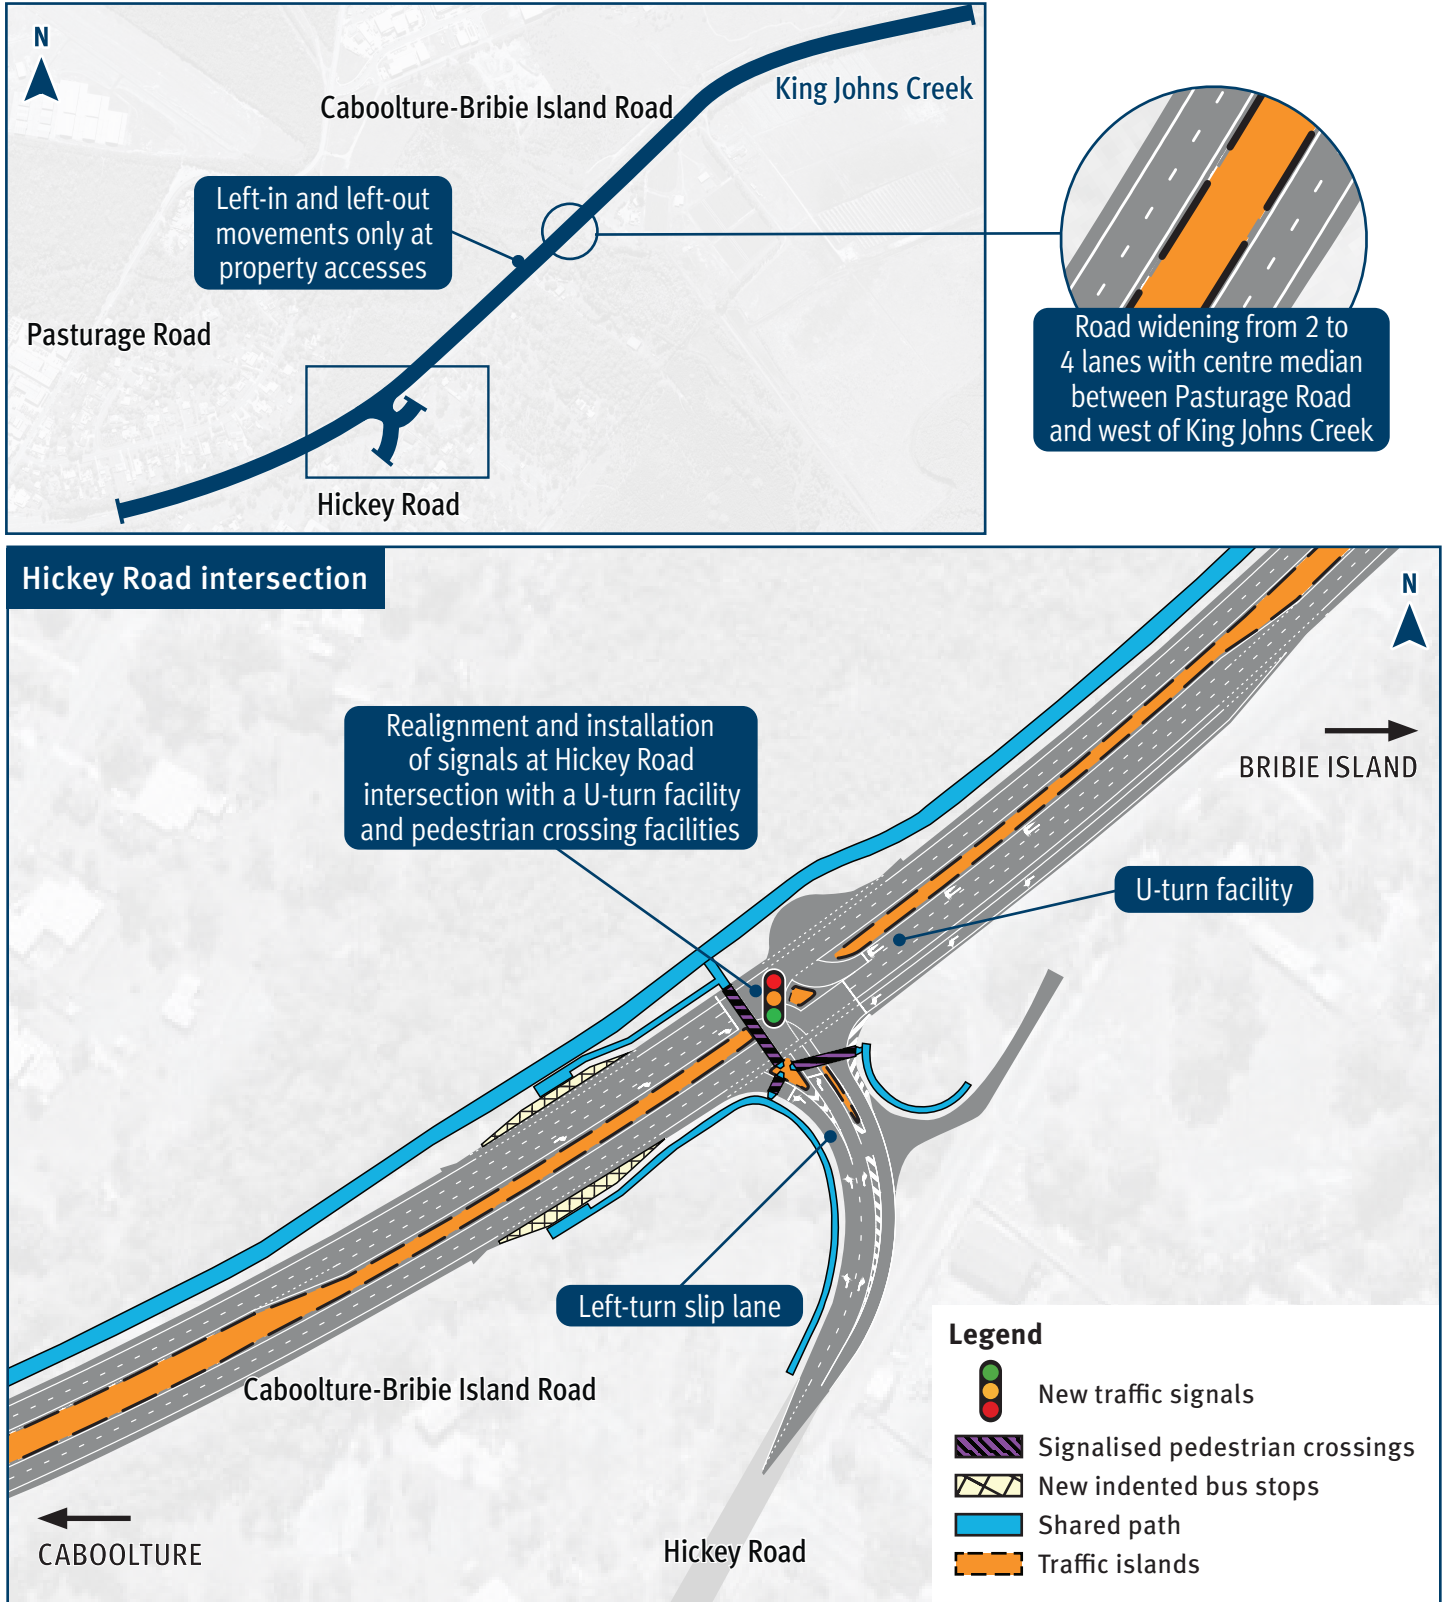 N
Caboolture-Bribie Island Road
King Johns Creek
Left-in and left-out
movements only at
property accesses
Pasturage Road
Hickey Road
Road widening from 2 to
4 lanes with centre median
between Pasturage Road
and west of King Johns Creek
Hickey Road intersection
N
Realignment and installation
of signals at Hickey Road
intersection with a U-turn facility
and pedestrian crossing facilities
BRIBIE ISLAND
U-turn facility
Left-turn slip lane
Caboolture-Bribie Island Road
CABOOLTURE
Hickey Road
Legend
New traffic signals
Signalised pedestrian crossings
New indented bus stops
Shared path
Traffic islands